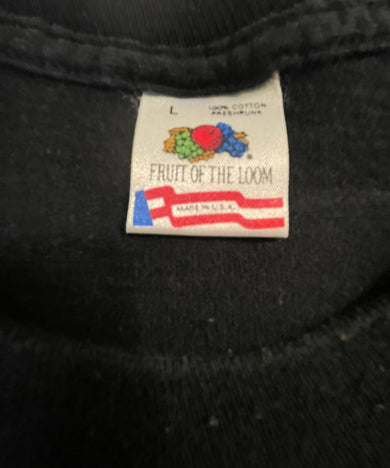 L 100% COTTON
PRESHRUNK
®
FRUIT OF THE LOOM
MADE IN U.S.A.